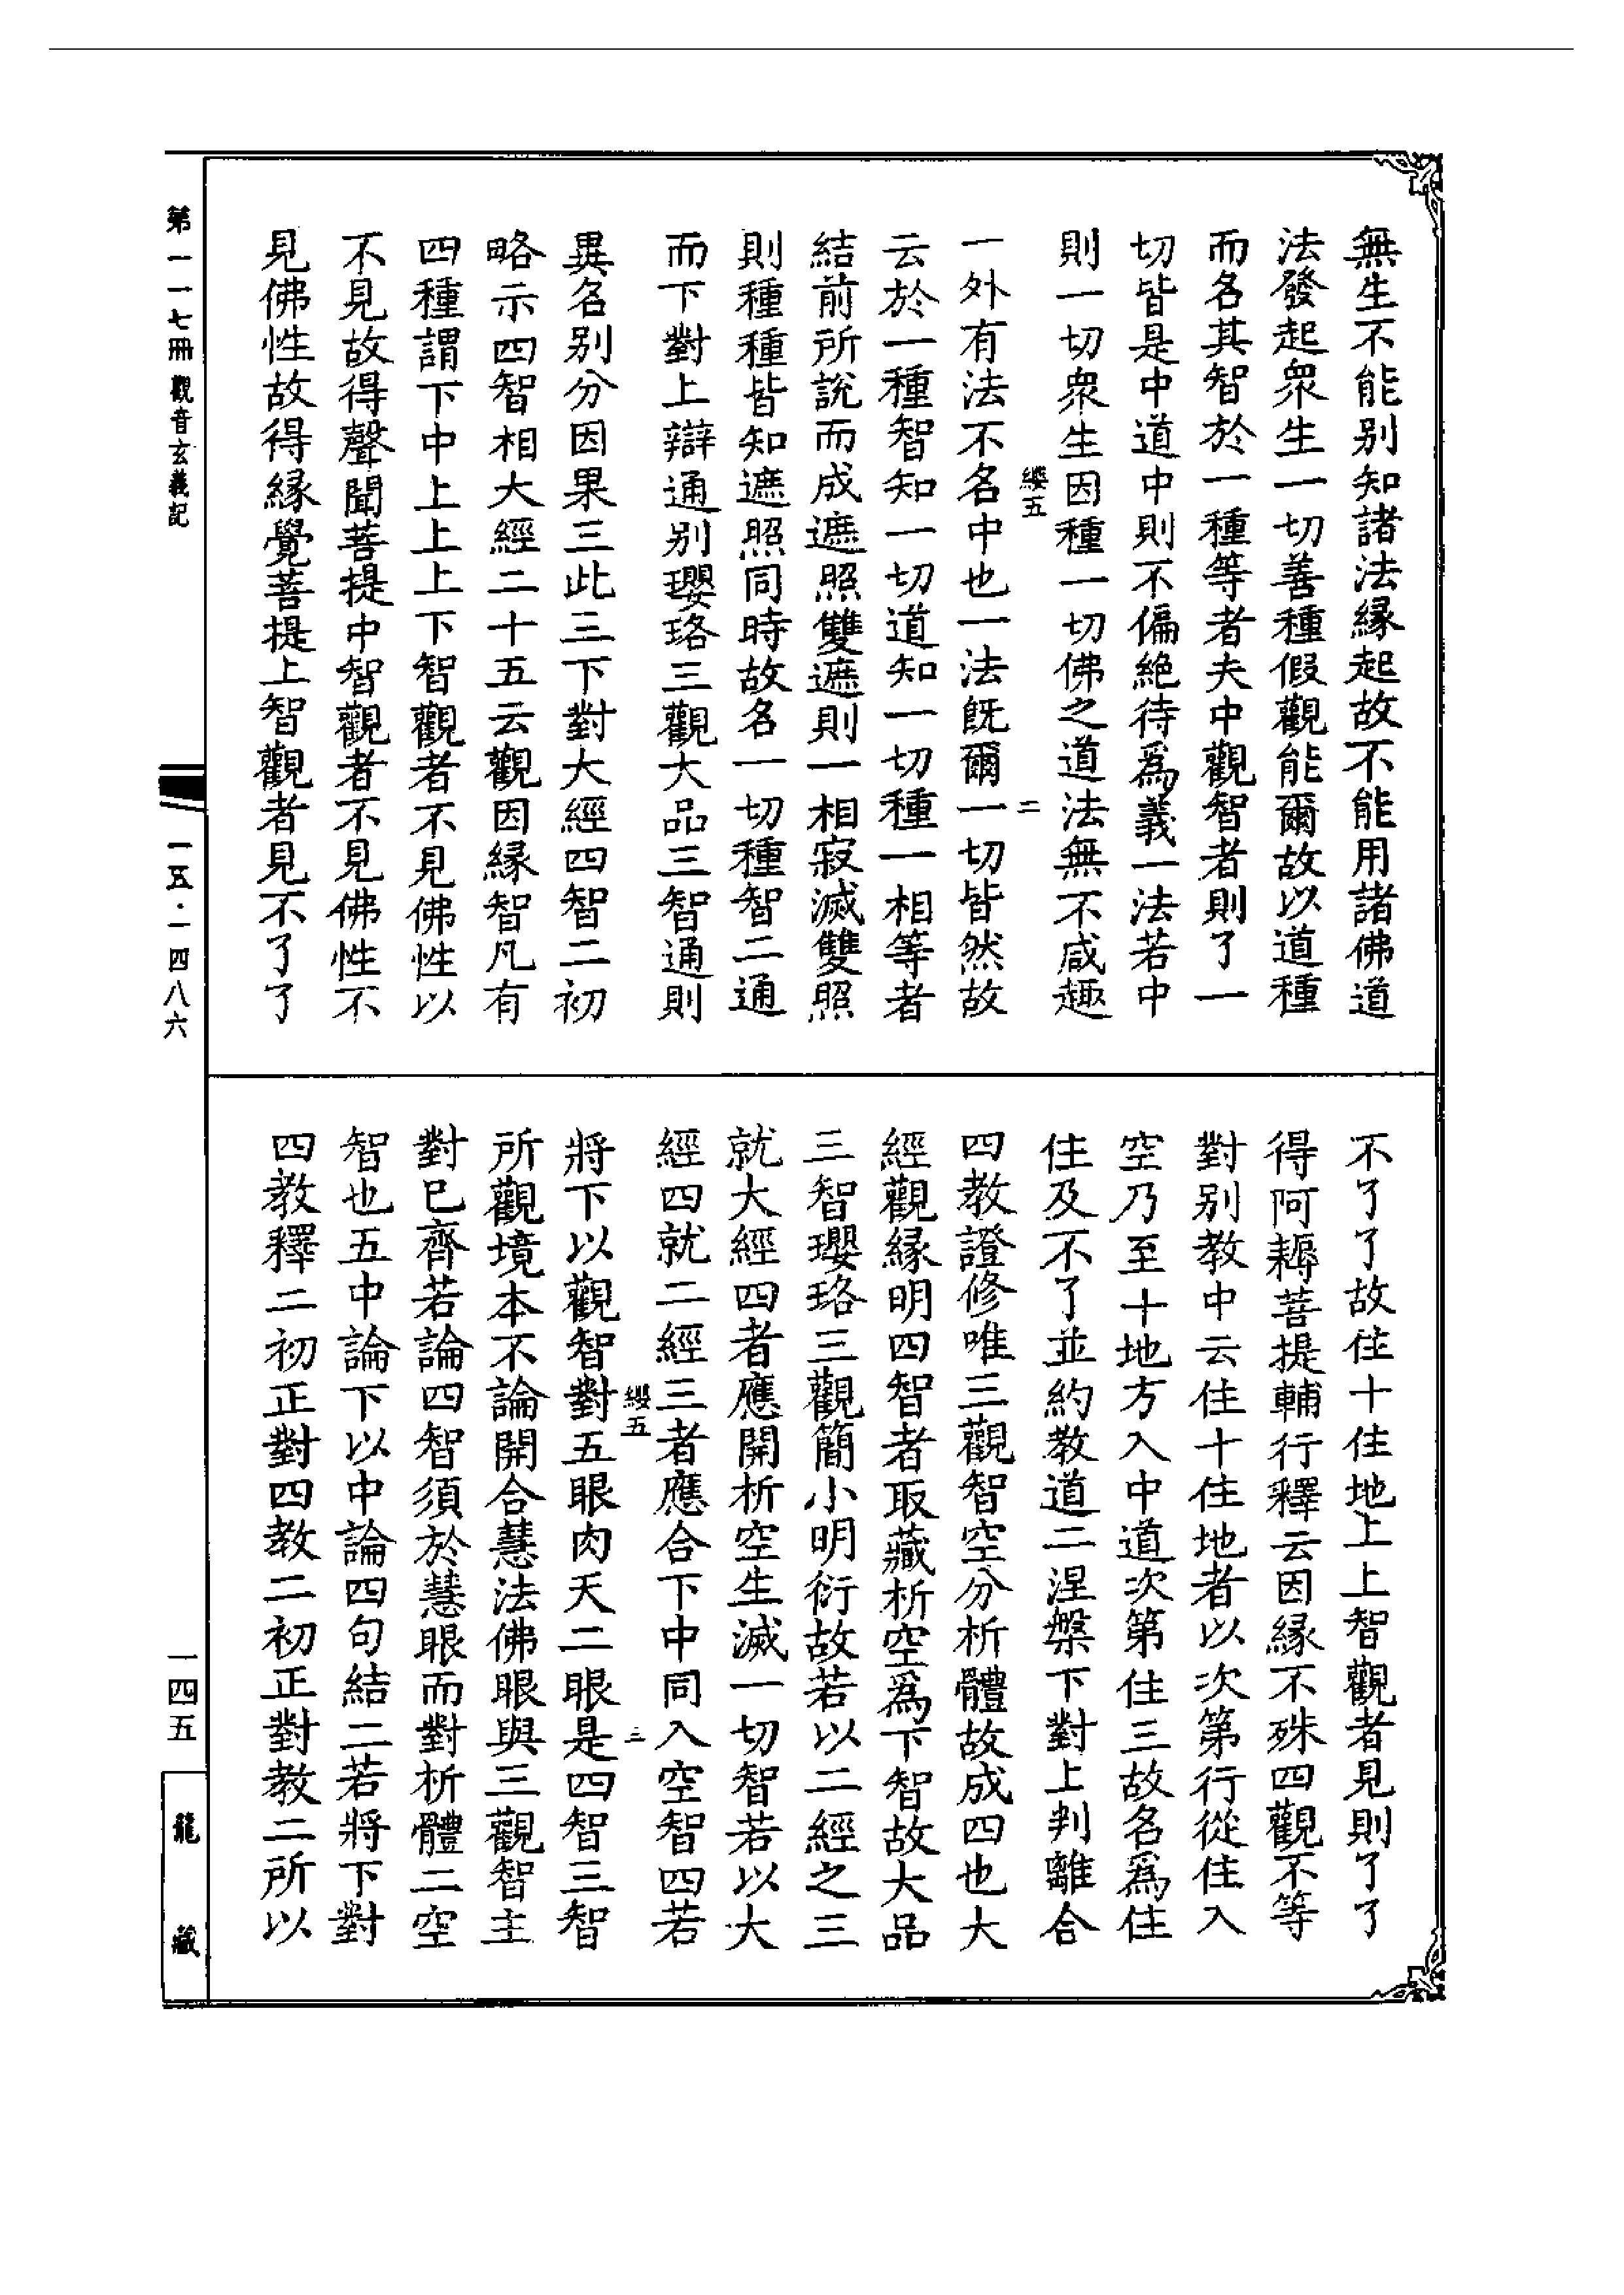 無生不能别知諸法緣起故不能用諸佛道
法發起衆生一切善種假觀能爾故以道種
而名其智於一種等者夫中觀智者則了一
切皆是中道中則不偏絶待爲義一法若中
則一切衆生因種一切佛之道法無不咸趣
纓五
二
一外有法不名中也一法既爾一切皆然故
云於一種智知一切道知一切種一相等者
結前所說而成遮照雙遮則一相寂滅雙照
則種種皆知遮照同時故名一切種智二通
而下對上辯通别瓔珞三觀大品三智通則
異名别分因果三此三下對大經四智二初
略示四智相大經二十五云觀因緣智凡有
四種謂下中上上上下智觀者不見佛性以
不見故得聲聞菩提中智觀者不見佛性不
見佛性故得緣覺菩提上智觀者見不了了
不了了故住十住地上上智觀者見則了了
得阿耨菩提輔行釋云因緣不殊四觀不等
對别教中云住十住地者以次第行從住入
空乃至十地方入中道次第住三故名爲住
住及不了並約教道二涅槃下對上判離合
四教證修唯三觀智空分析體故成四也大
經觀緣明四智者取藏析空爲下智故大品
三智瓔珞三觀簡小明衍故若以二經之三
就大經四者應開析空生滅一切智若以大
經四就二經三者應合下中同入空智四若
纓五
三
將下以觀智對五眼肉天二眼是四智三智
所觀境本不論開合慧法佛眼與三觀智主
對已齊若論四智須於慧眼而對析體二空
智也五中論下以中論四句結二若將下對
四教釋二初正對四教二初正對教二所以
第一一七冊 觀音玄義記
一五·一四八六
一四五
龍藏